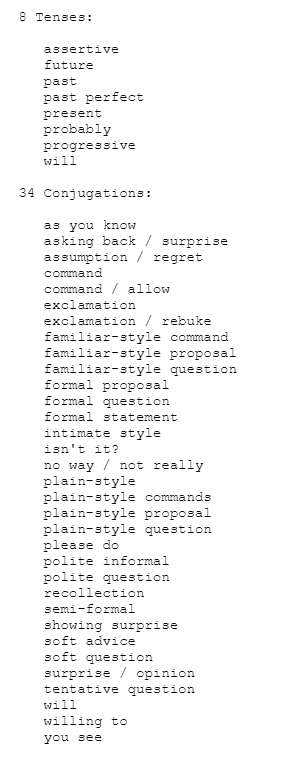 8 Tenses:
assertive
future
past
past perfect
present
probably
progressive
will
34 Conjugations:
as you know
asking back / surprise
assumption / regret
command
command / allow
exclamation
exclamation / rebuke
familiar-style command
familiar-style proposal
familiar-style question
formal proposal
formal question
formal statement
intimate style
isn't it?
no way / not really
plain-style
plain-style commands
plain-style proposal
plain-style question
please do
polite informal
polite question
recollection
semi-formal
showing surprise
soft advice
soft question
surprise / opinion
tentative question
will
willing to
you see